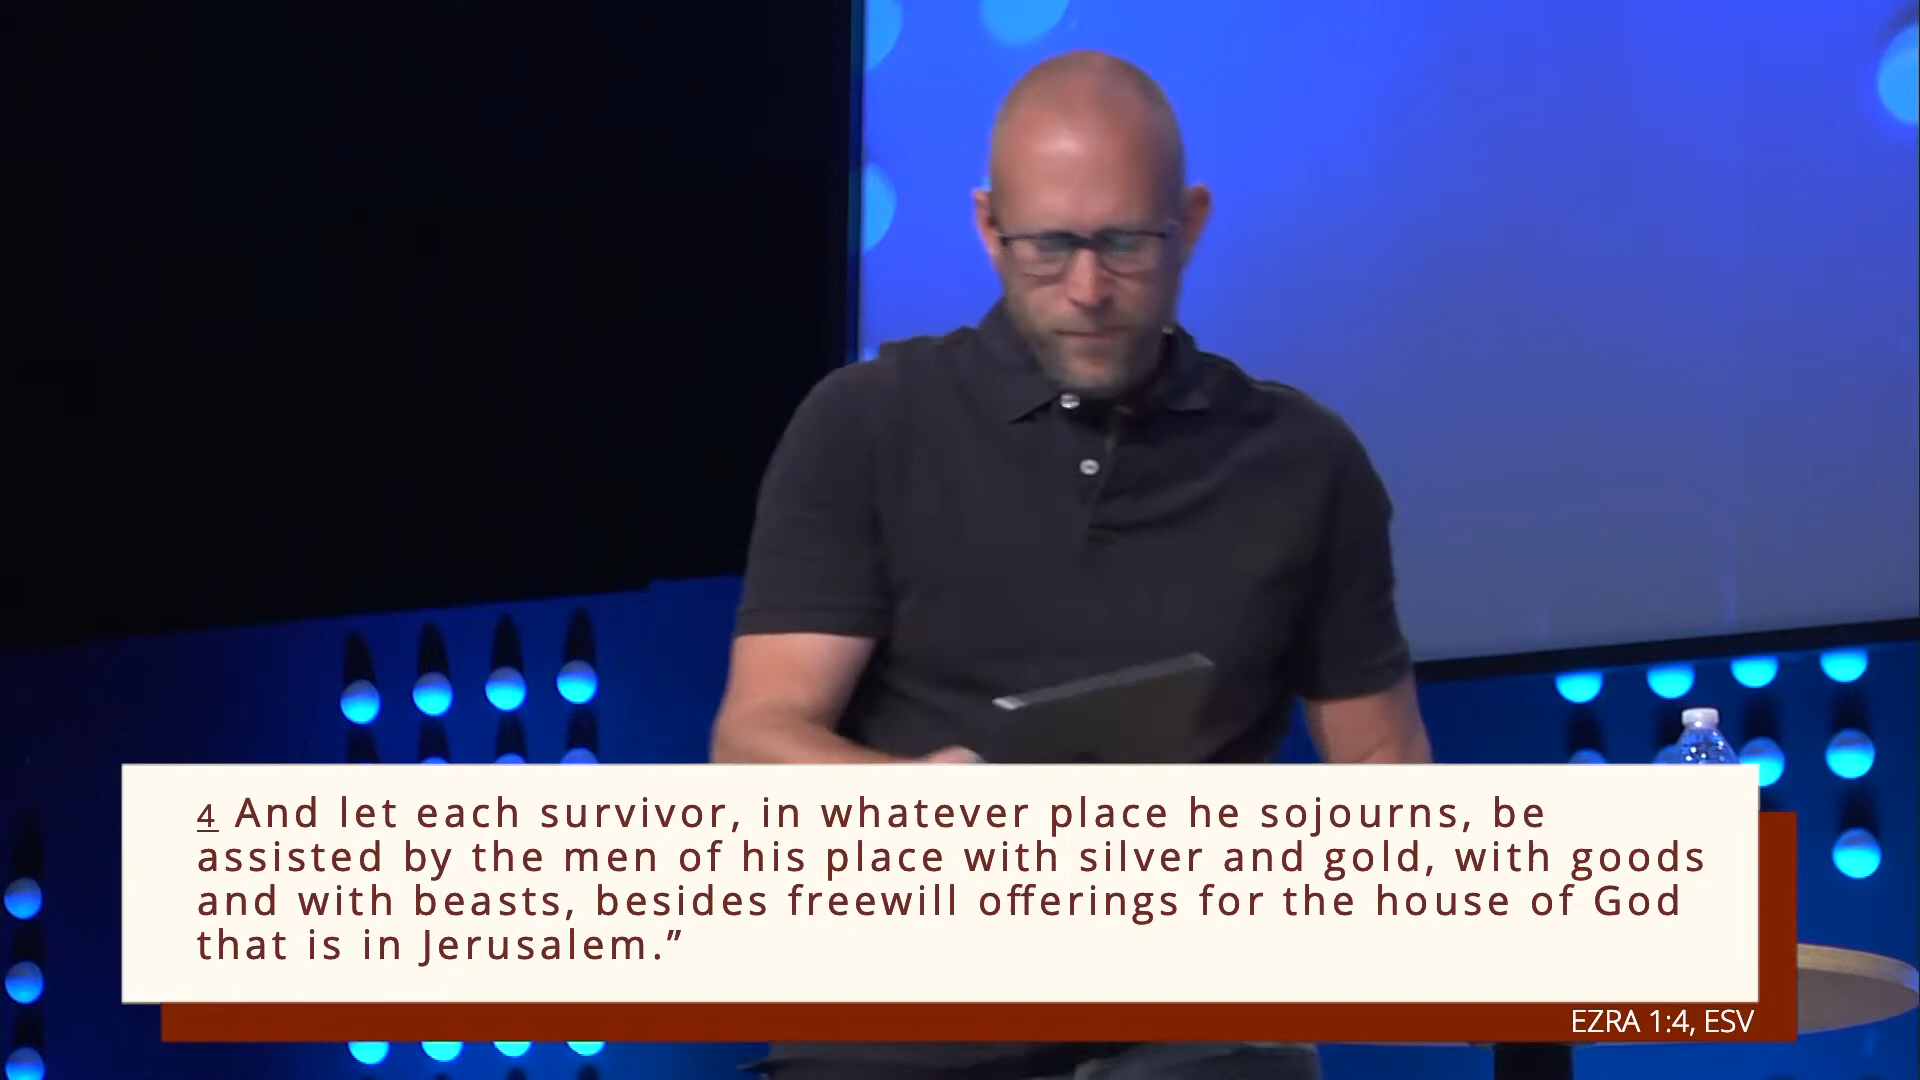 4 And let each survivor, in whatever place he sojourns, be
assisted by the men of his place with silver and gold, with goods
and with beasts, besides freewill offerings for the house of God
that is in Jerusalem.”
EZRA 1:4, ESV